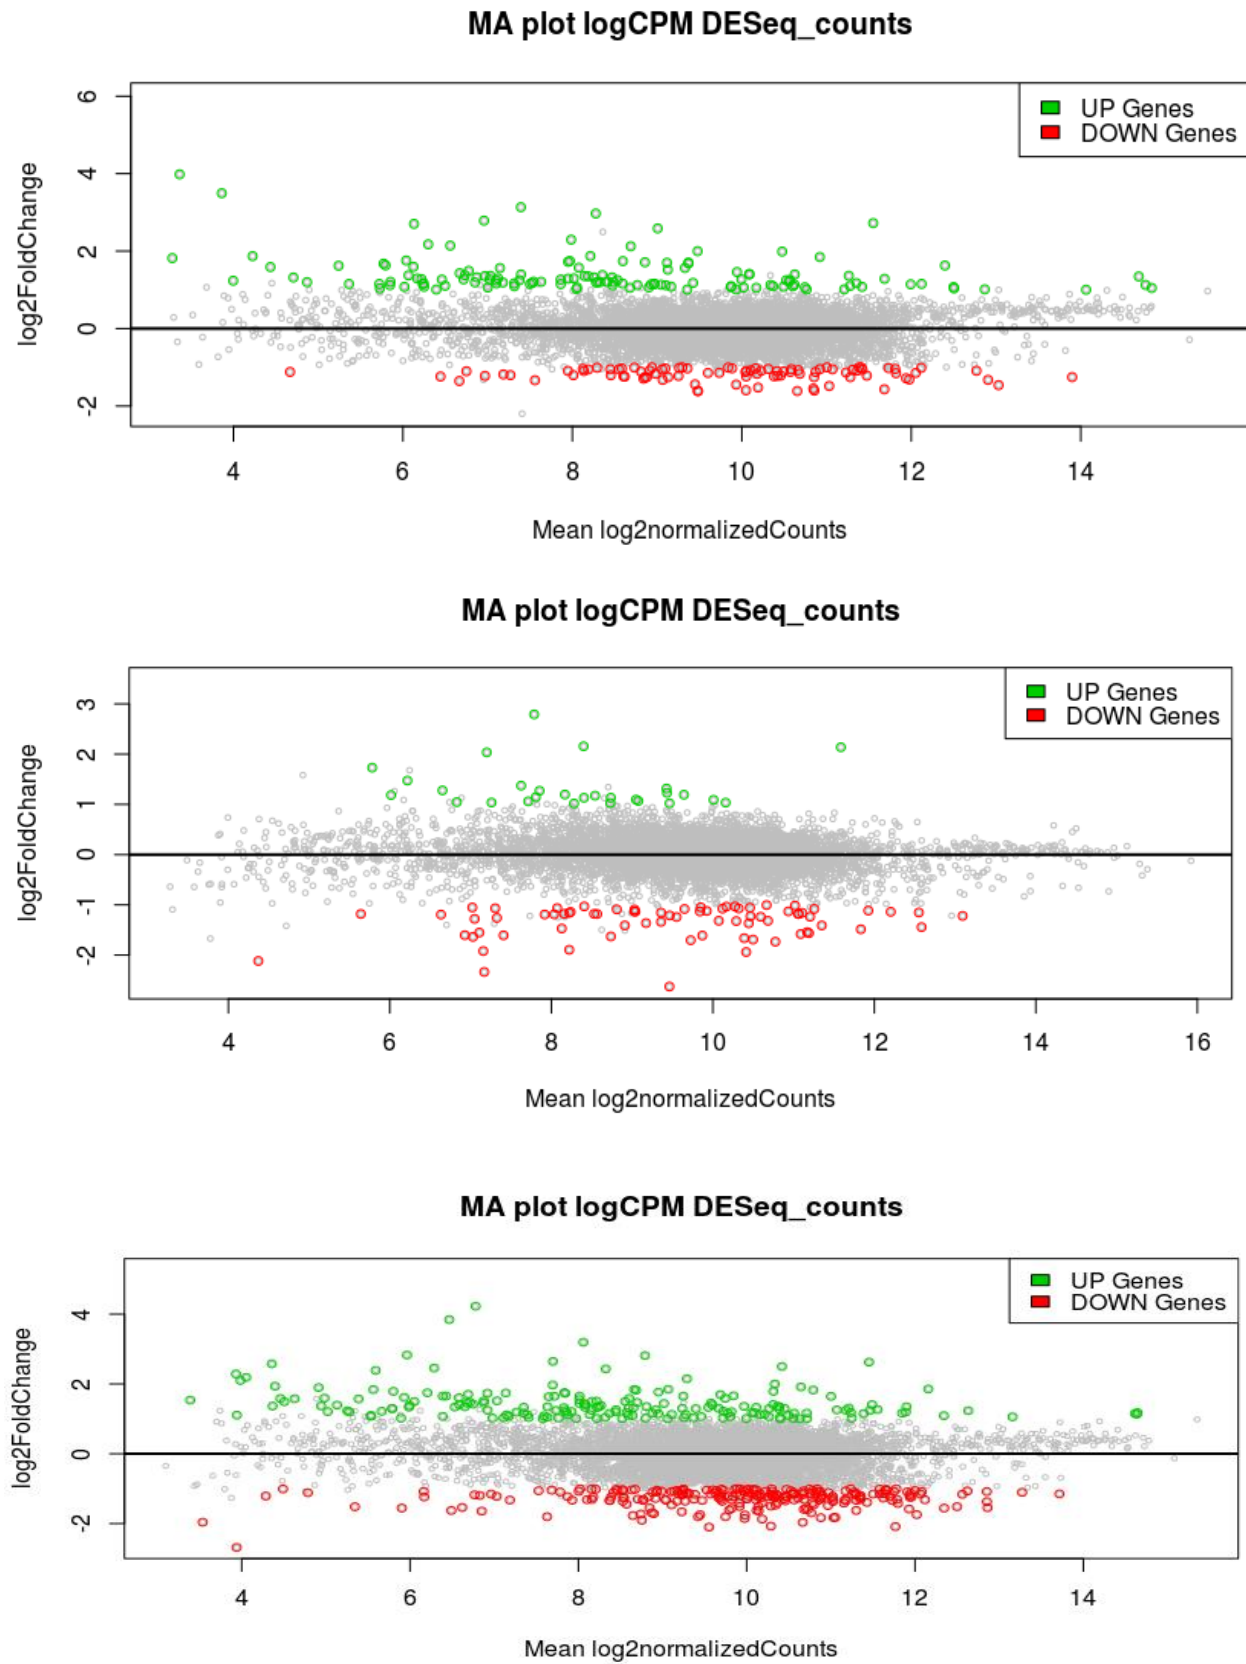 MA plot logCPM DESeq_counts
UP Genes
DOWN Genes
log2FoldChange
6
4
2
0
-2
4 6 8 10 12 14
Mean log2normalizedCounts
MA plot logCPM DESeq_counts
UP Genes
DOWN Genes
log2FoldChange
3
2
1
0
-1
-2
4 6 8 10 12 14 16
Mean log2normalizedCounts
MA plot logCPM DESeq_counts
UP Genes
DOWN Genes
log2FoldChange
4
2
0
-2
4 6 8 10 12 14
Mean log2normalizedCounts